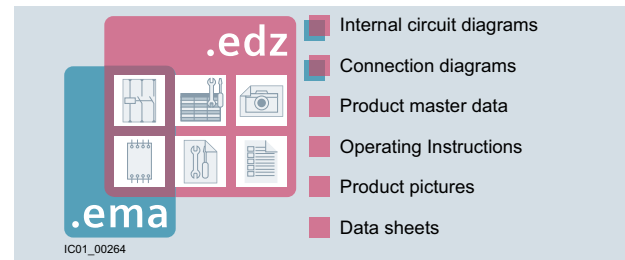 .edz
Internal circuit diagrams
Connection diagrams
Product master data
Operating Instructions
Product pictures
Data sheets
.ema
IC01_00264